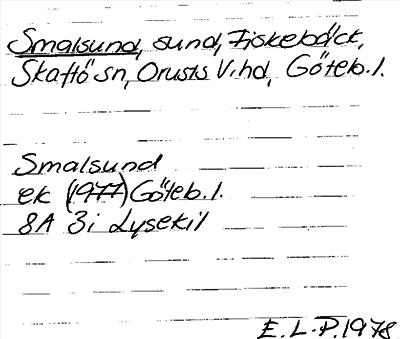 Smalsund, sund, Fiskebäck,
Skaftö sn, Orusts V. hd, Göteb. l.
Smalsund
ek (1977) Göteb. l.
8A 3i Lysekil
E. L-P. 1978